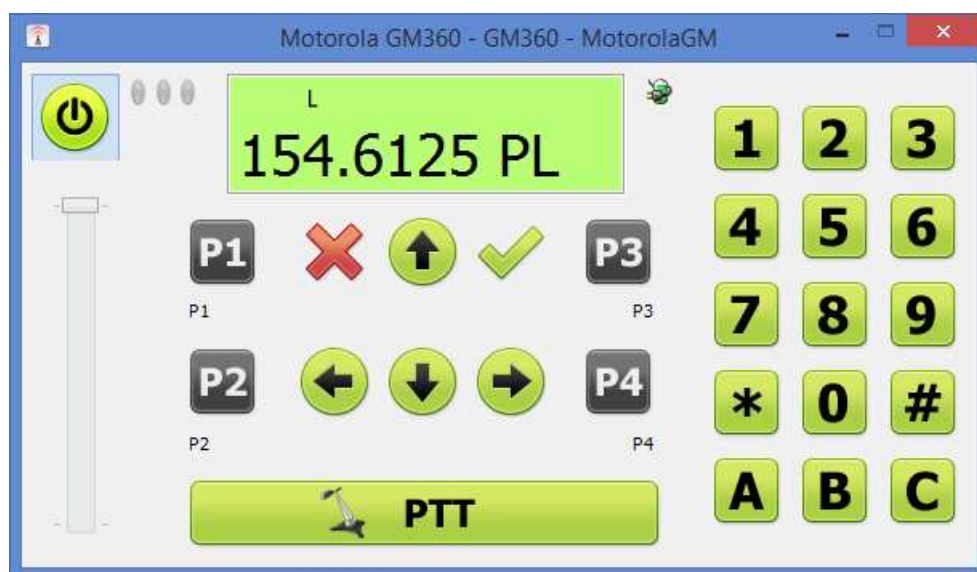 Motorola GM360 - GM360 - MotorolaGM
L
154.6125 PL
1 2 3
P1 P3
4 5 6
P1 P3
7 8 9
P2 P4
* 0 #
P2 P4
PTT
A B C